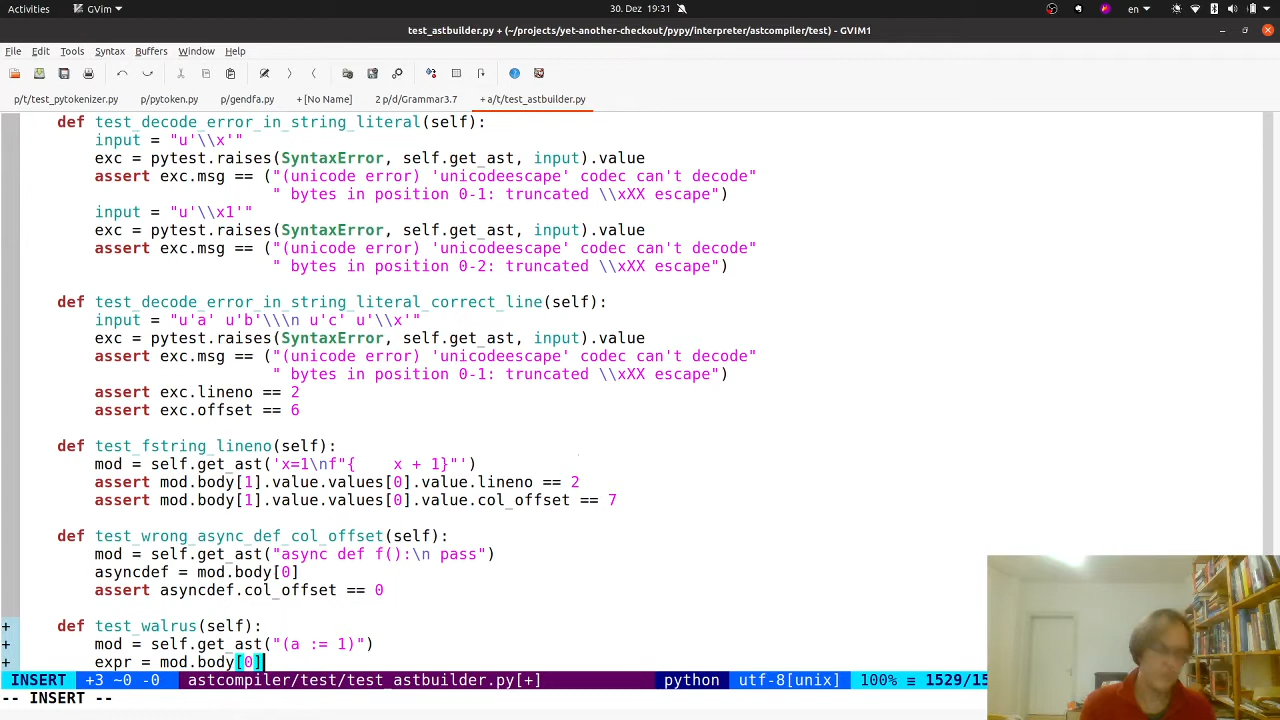 Activities GVim 30. Dez 19:31 en
test_astbuilder.py + (~/projects/yet-another-checkout/pypy/interpreter/astcompiler/test) - GVIM1
File Edit Tools Syntax Buffers Window Help
p/t/test_pytokenizer.py p/pytoken.py p/gendfa.py + [No Name] 2 p/d/Grammar3.7 + a/t/test_astbuilder.py
def test_decode_error_in_string_literal(self):
input = "u'\\x'"
exc = pytest.raises(SyntaxError, self.get_ast, input).value
assert exc.msg == ("(unicode error) 'unicodeescape' codec can't decode"
" bytes in position 0-1: truncated \\xXX escape")
input = "u'\\x1'"
exc = pytest.raises(SyntaxError, self.get_ast, input).value
assert exc.msg == ("(unicode error) 'unicodeescape' codec can't decode"
" bytes in position 0-2: truncated \\xXX escape")
def test_decode_error_in_string_literal_correct_line(self):
input = "u'a' u'b'\\\n u'c' u'\\x'"
exc = pytest.raises(SyntaxError, self.get_ast, input).value
assert exc.msg == ("(unicode error) 'unicodeescape' codec can't decode"
" bytes in position 0-1: truncated \\xXX escape")
assert exc.lineno == 2
assert exc.offset == 6
def test_fstring_lineno(self):
mod = self.get_ast('x=1\nf"{    x + 1}"')
assert mod.body[1].value.values[0].value.lineno == 2
assert mod.body[1].value.values[0].value.col_offset == 7
def test_wrong_async_def_col_offset(self):
mod = self.get_ast("async def f():\n pass")
asyncdef = mod.body[0]
assert asyncdef.col_offset == 0
+ def test_walrus(self):
+ mod = self.get_ast("(a := 1)")
+ expr = mod.body[0]
INSERT +3 ~0 -0 astcompiler/test/test_astbuilder.py[+] python utf-8[unix] 100% ≡ 1529/15
-- INSERT --